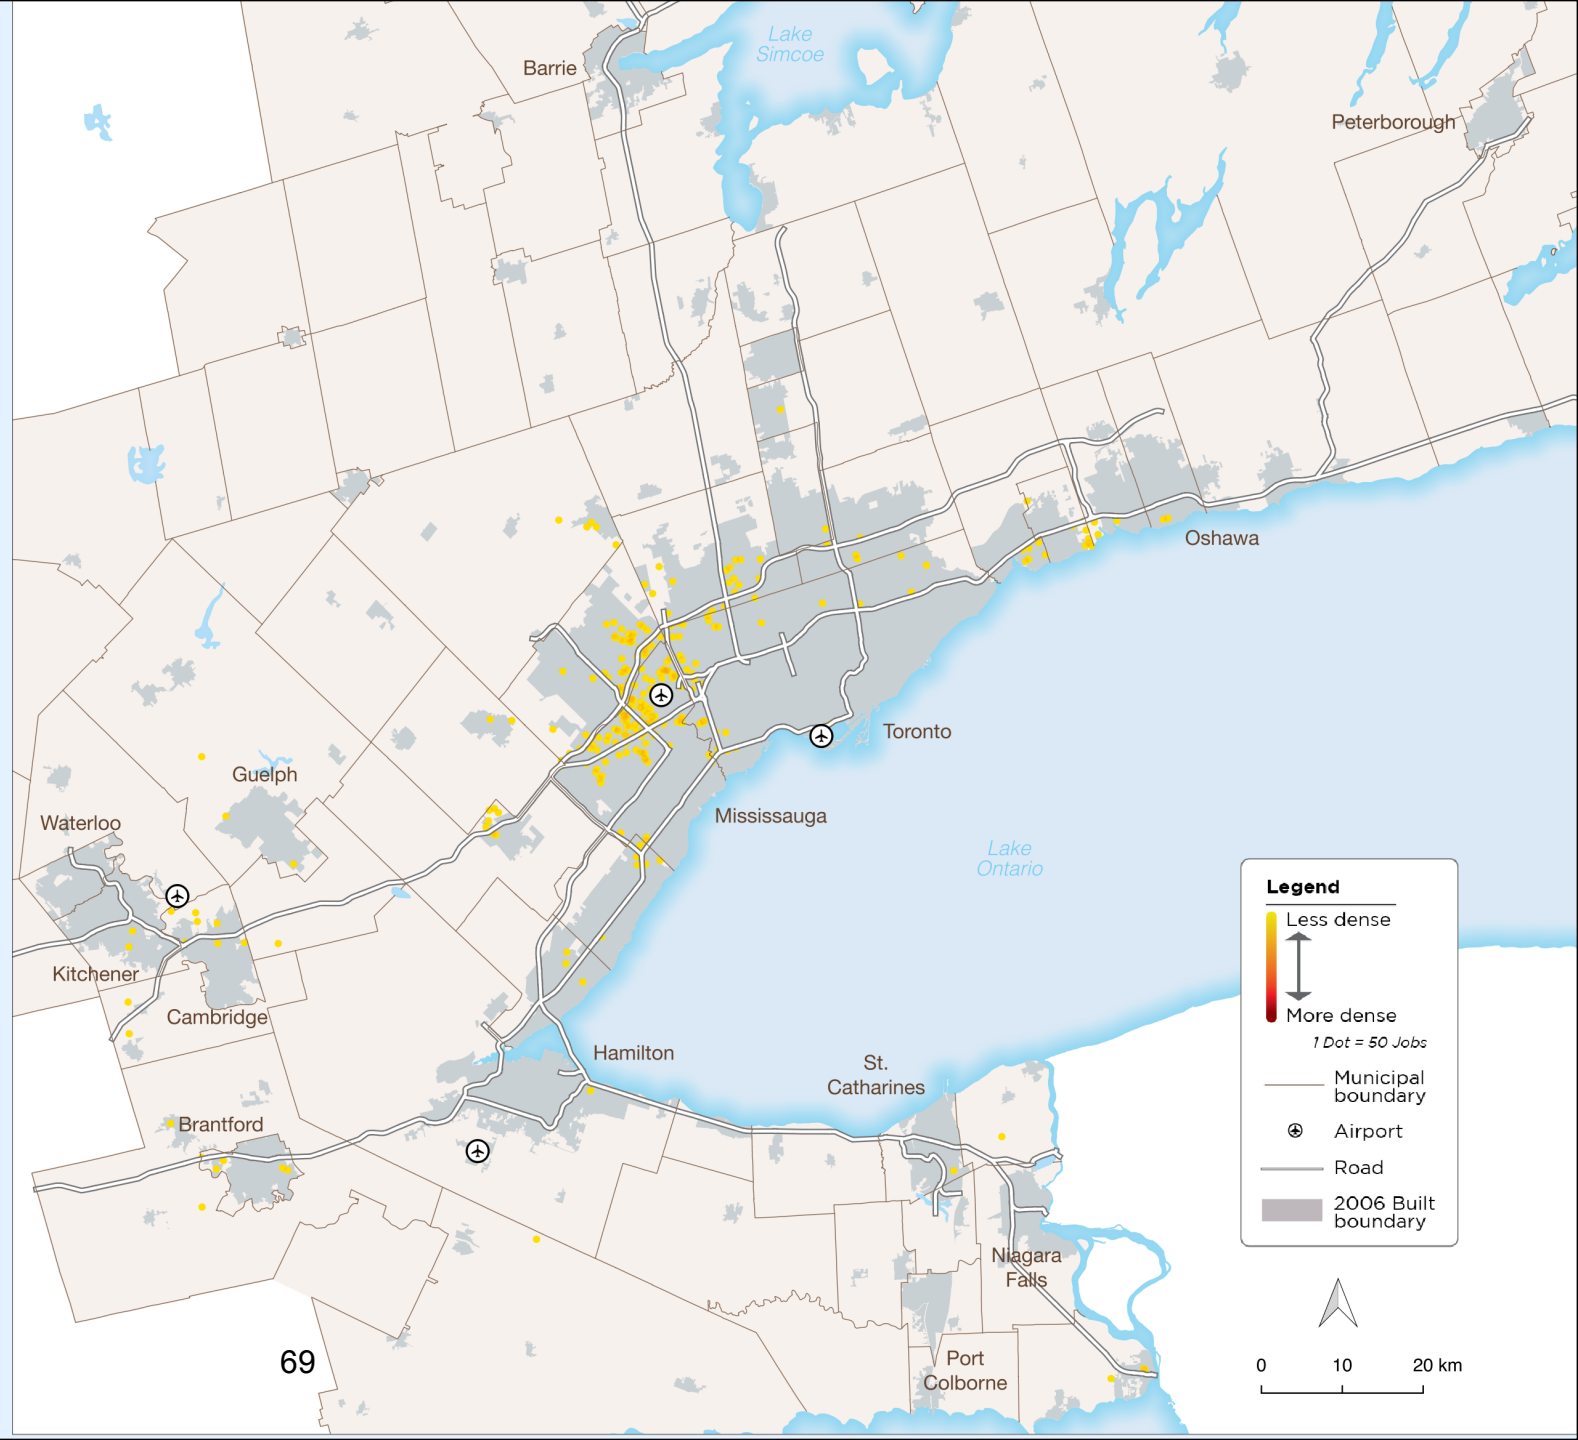 Lake
Simcoe
Barrie
Peterborough
Oshawa
Toronto
Guelph
Waterloo
Mississauga
Lake
Ontario
Kitchener
Cambridge
Hamilton
St.
Catharines
Brantford
Niagara
Falls
Port
Colborne
69
Legend
Less dense
More dense
1 Dot = 50 Jobs
Municipal
boundary
Airport
Road
2006 Built
boundary
0 10 20 km